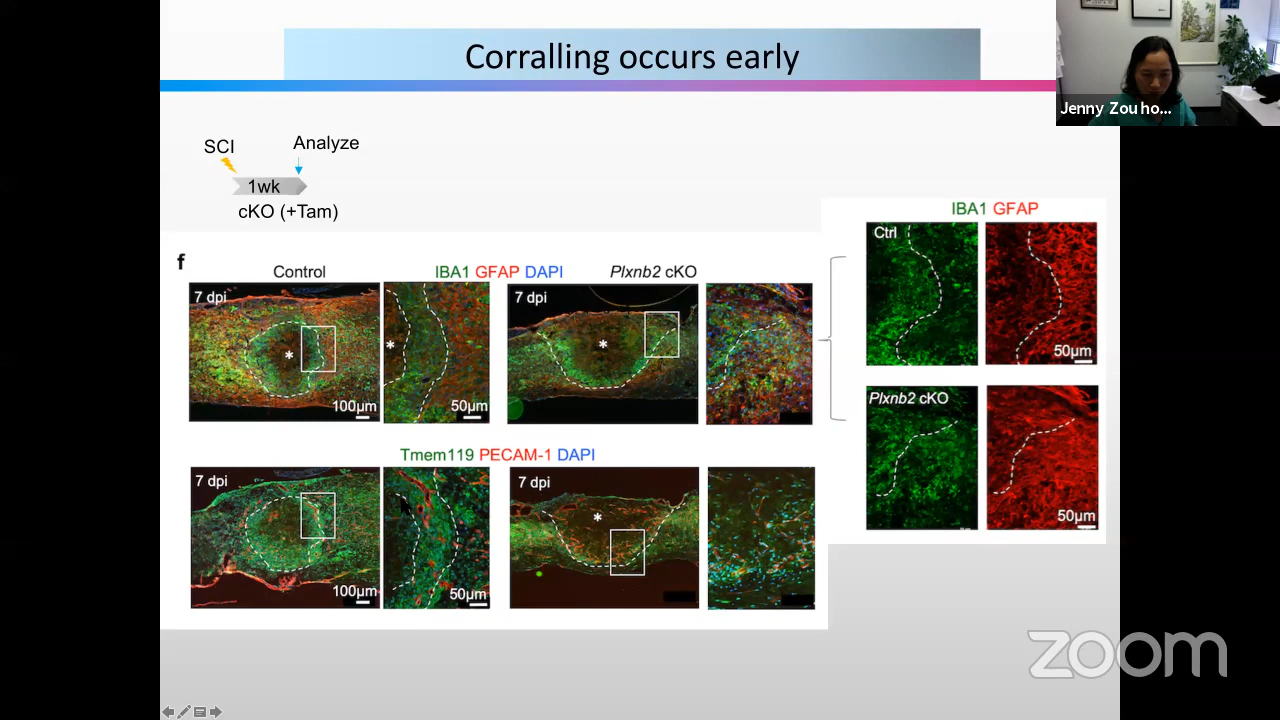 Corralling occurs early
Jenny Zou ho...
SCI
Analyze
1wk
cKO (+Tam)
IBA1 GFAP
Ctrl
50µm
Plxnb2 cKO
50µm
f
Control
IBA1 GFAP DAPI
Plxnb2 cKO
7 dpi
*
100µm
*
50µm
7 dpi
*
Tmem119 PECAM-1 DAPI
7 dpi
100µm
50µm
7 dpi
*
zoom